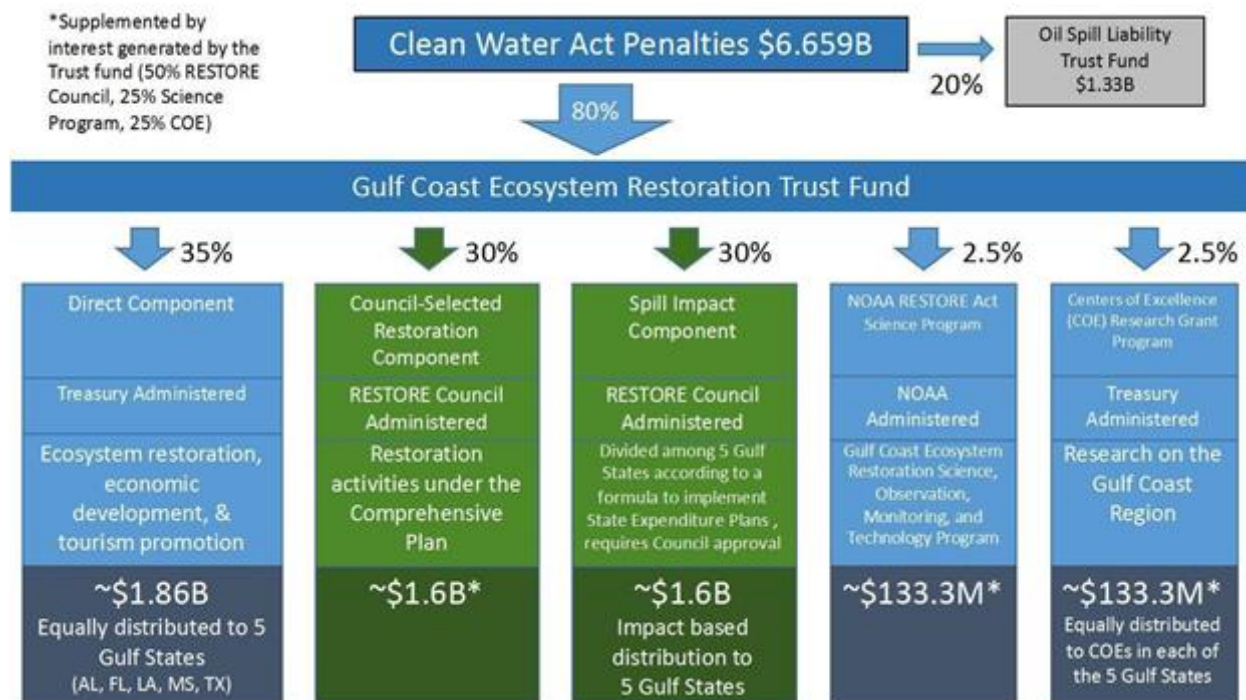 *Supplemented by
interest generated by the
Trust fund (50% RESTORE
Council, 25% Science
Program, 25% COE)
Clean Water Act Penalties $6.659B
20%
Oil Spill Liability
Trust Fund
$1.33B
80%
Gulf Coast Ecosystem Restoration Trust Fund
35%
30%
30%
2.5%
2.5%
Direct Component
Treasury Administered
Ecosystem restoration,
economic
development, &
tourism promotion
~$1.86B
Equally distributed to 5
Gulf States
(AL, FL, LA, MS, TX)
Council-Selected
Restoration
Component
RESTORE Council
Administered
Restoration
activities under the
Comprehensive
Plan
~$1.6B*
Spill Impact
Component
RESTORE Council
Administered
Divided among 5 Gulf
States according to a
formula to implement
State Expenditure Plans ,
requires Council approval
~$1.6B
Impact based
distribution to
5 Gulf States
NOAA RESTORE Act
Science Program
NOAA
Administered
Gulf Coast Ecosystem
Restoration Science,
Observation,
Monitoring, and
Technology Program
~$133.3M*
Centers of Excellence
(COE) Research Grant
Program
Treasury
Administered
Research on the
Gulf Coast
Region
~$133.3M*
Equally distributed
to COEs in each of
the 5 Gulf States